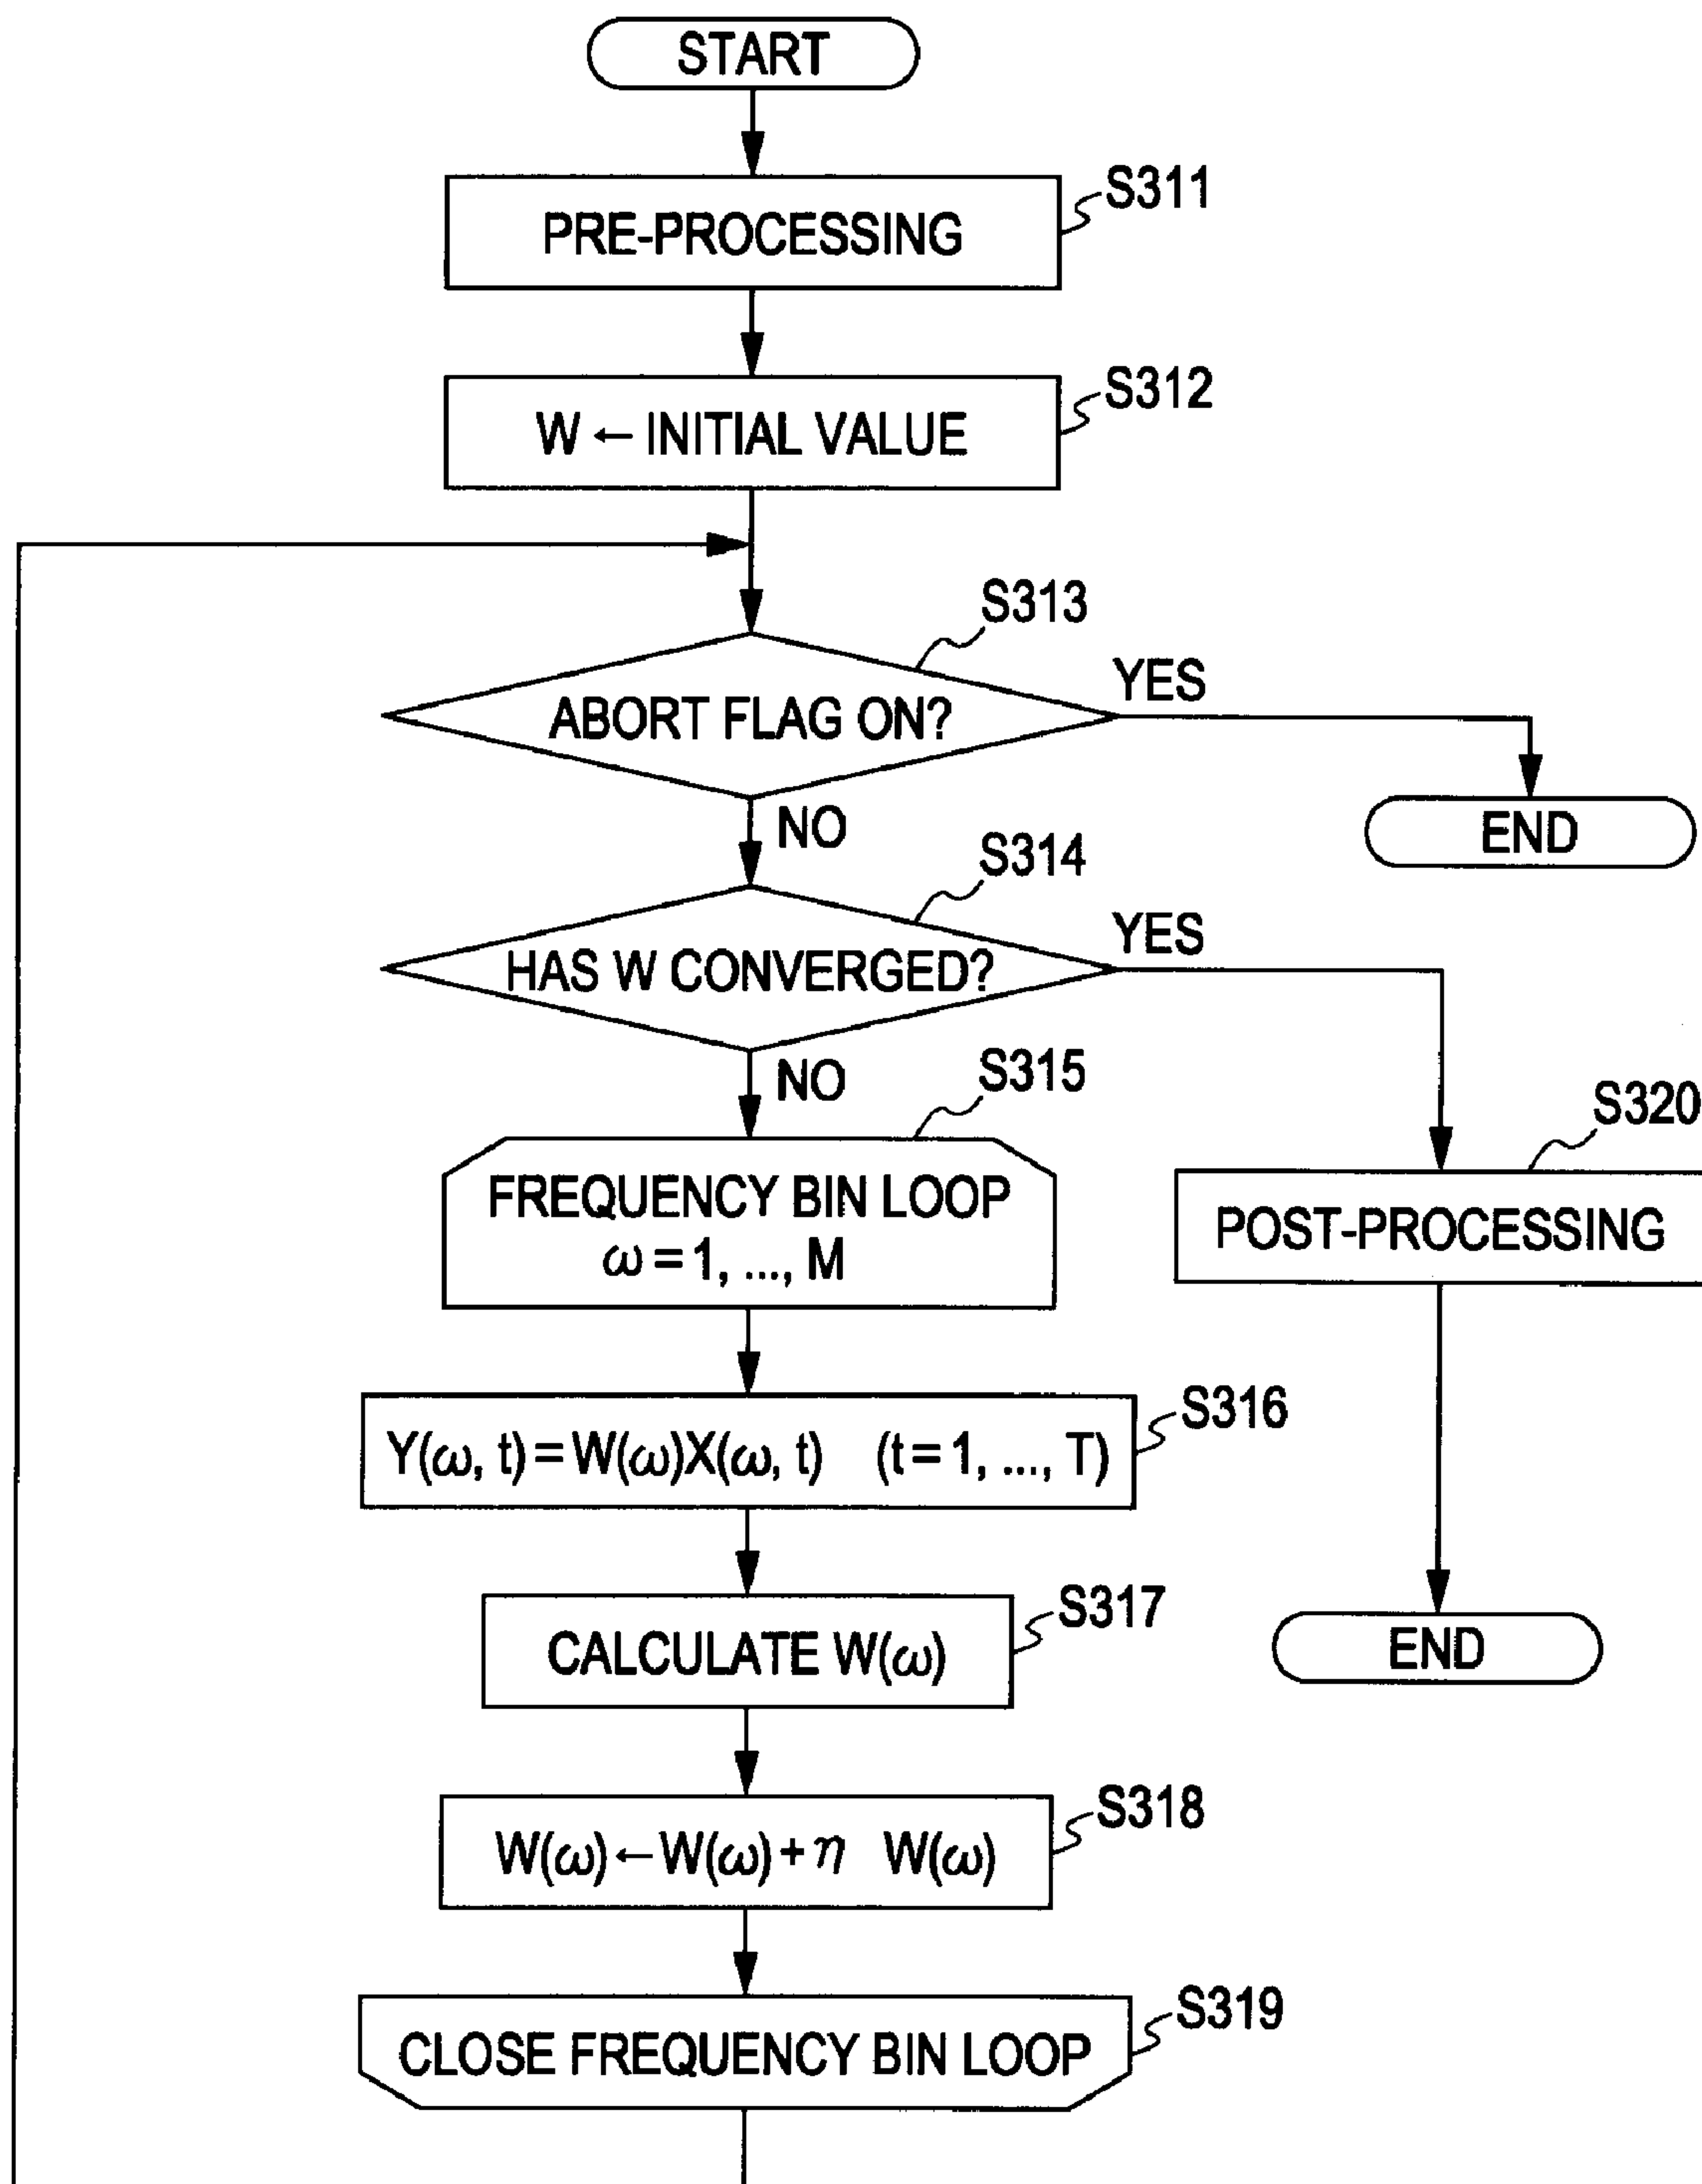 START
S311
PRE-PROCESSING
S312
W ← INITIAL VALUE
S313
ABORT FLAG ON?
YES
END
NO
S314
HAS W CONVERGED?
YES
NO
S315
FREQUENCY BIN LOOP
ω = 1, ..., M
S320
POST-PROCESSING
S316
Y(ω, t) = W(ω)X(ω, t) (t = 1, ..., T)
S317
CALCULATE W(ω)
END
S318
W(ω) ← W(ω) + η W(ω)
S319
CLOSE FREQUENCY BIN LOOP